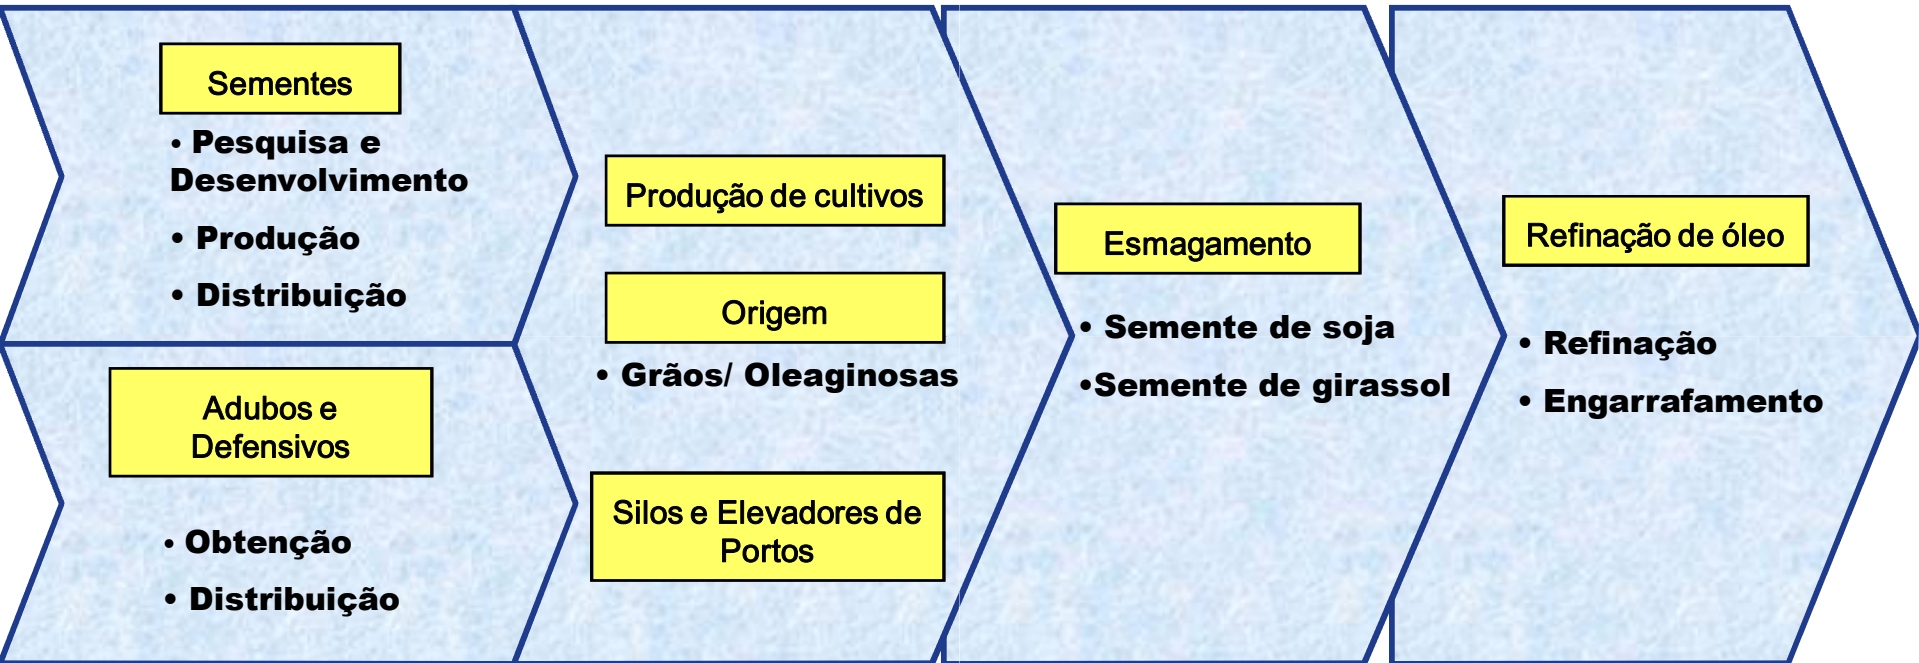 Sementes
• Pesquisa e
Desenvolvimento
• Produção
• Distribuição
Adubos e
Defensivos
• Obtenção
• Distribuição
Produção de cultivos
Origem
• Grãos/ Oleaginosas
Silos e Elevadores de
Portos
Esmagamento
• Semente de soja
•Semente de girassol
Refinação de óleo
• Refinação
• Engarrafamento